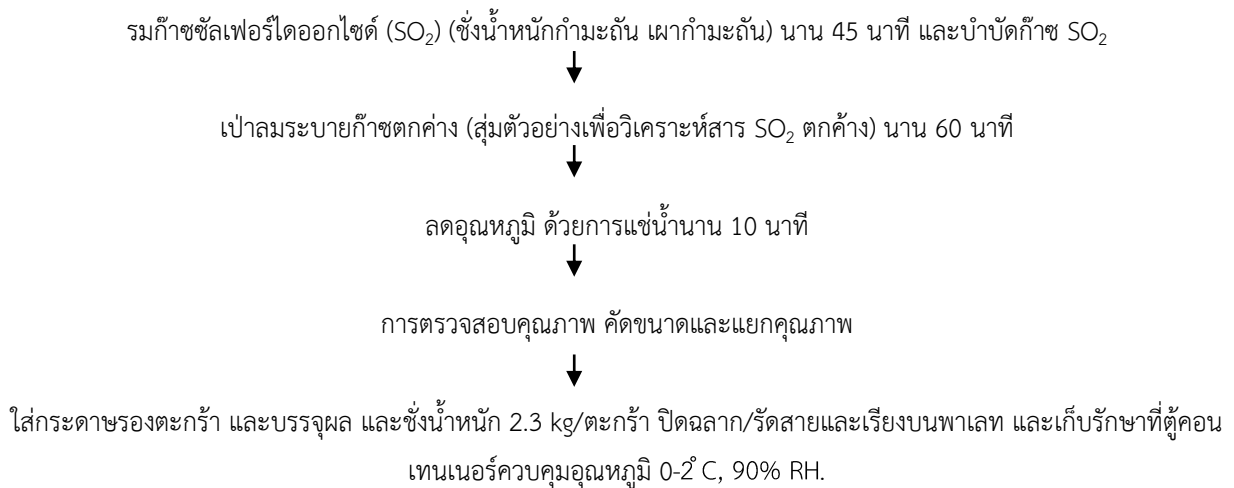 รมก๊าซซัลเฟอร์ไดออกไซด์ (SO₂) (ชั่งน้ำหนักกำมะถัน เผากำมะถัน) นาน 45 นาที และบำบัดก๊าซ SO₂
เป่าลมระบายก๊าซตกค่าง (สุ่มตัวอย่างเพื่อวิเคราะห์สาร SO₂ ตกค้าง) นาน 60 นาที
ลดอุณหภูมิ ด้วยการแช่น้ำนาน 10 นาที
การตรวจสอบคุณภาพ คัดขนาดและแยกคุณภาพ
ใส่กระดาษรองตะกร้า และบรรจุผล และชั่งน้ำหนัก 2.3 kg/ตะกร้า ปิดฉลาก/รัดสายและเรียงบนพาเลท และเก็บรักษาที่ตู้คอน
เทนเนอร์ควบคุมอุณหภูมิ 0-2 ̊ C, 90% RH.